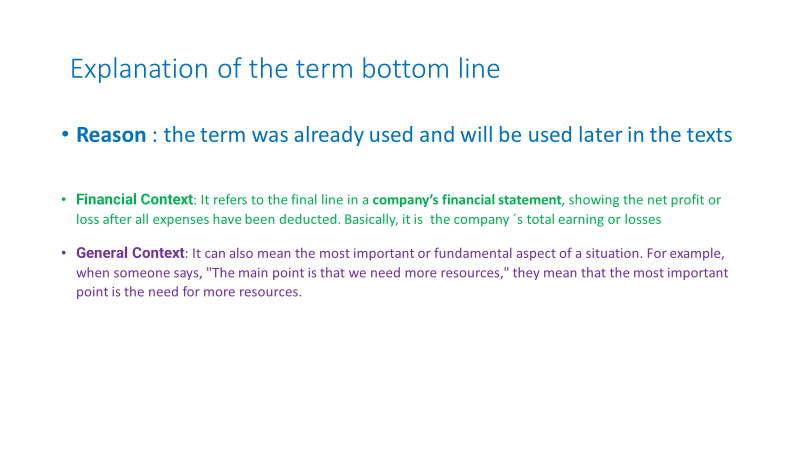 Explanation of the term bottom line
• Reason : the term was already used and will be used later in the texts
• Financial Context: It refers to the final line in a company’s financial statement, showing the net profit or
loss after all expenses have been deducted. Basically, it is  the company ´s total earning or losses
• General Context: It can also mean the most important or fundamental aspect of a situation. For example,
when someone says, "The main point is that we need more resources," they mean that the most important
point is the need for more resources.